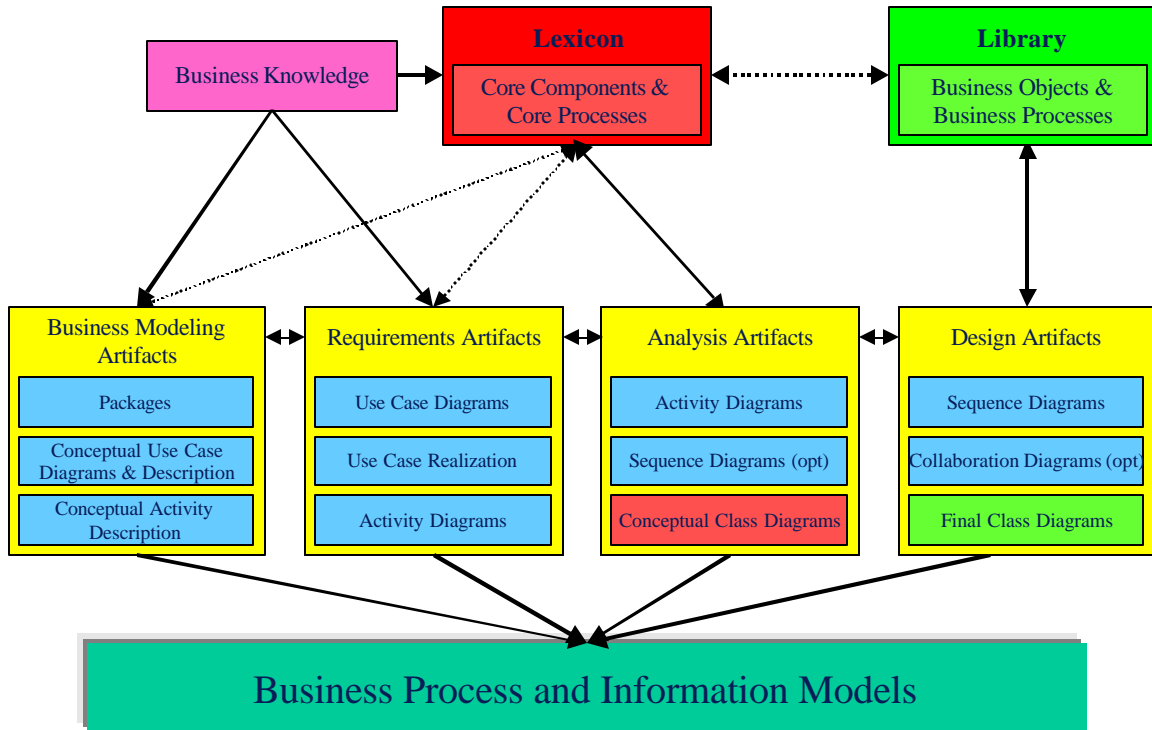 Lexicon
Library
Business Knowledge
Core Components &
Core Processes
Business Objects &
Business Processes
Business Modeling
Artifacts
Packages
Conceptual Use Case
Diagrams & Description
Conceptual Activity
Description
Requirements Artifacts
Use Case Diagrams
Use Case Realization
Activity Diagrams
Analysis Artifacts
Activity Diagrams
Sequence Diagrams (opt)
Conceptual Class Diagrams
Design Artifacts
Sequence Diagrams
Collaboration Diagrams (opt)
Final Class Diagrams
Business Process and Information Models